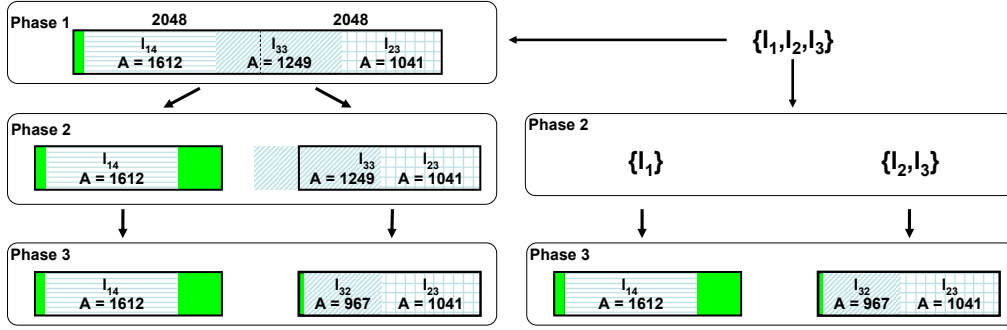 Phase 1
2048 2048
I14 I33 I23
A = 1612 A = 1249 A = 1041
{I1,I2,I3}
Phase 2
I14 I33 I23
A = 1612 A = 1249 A = 1041
Phase 2
{I1} {I2,I3}
Phase 3
I14 I32 I23
A = 1612 A = 967 A = 1041
Phase 3
I14 I32 I23
A = 1612 A = 967 A = 1041